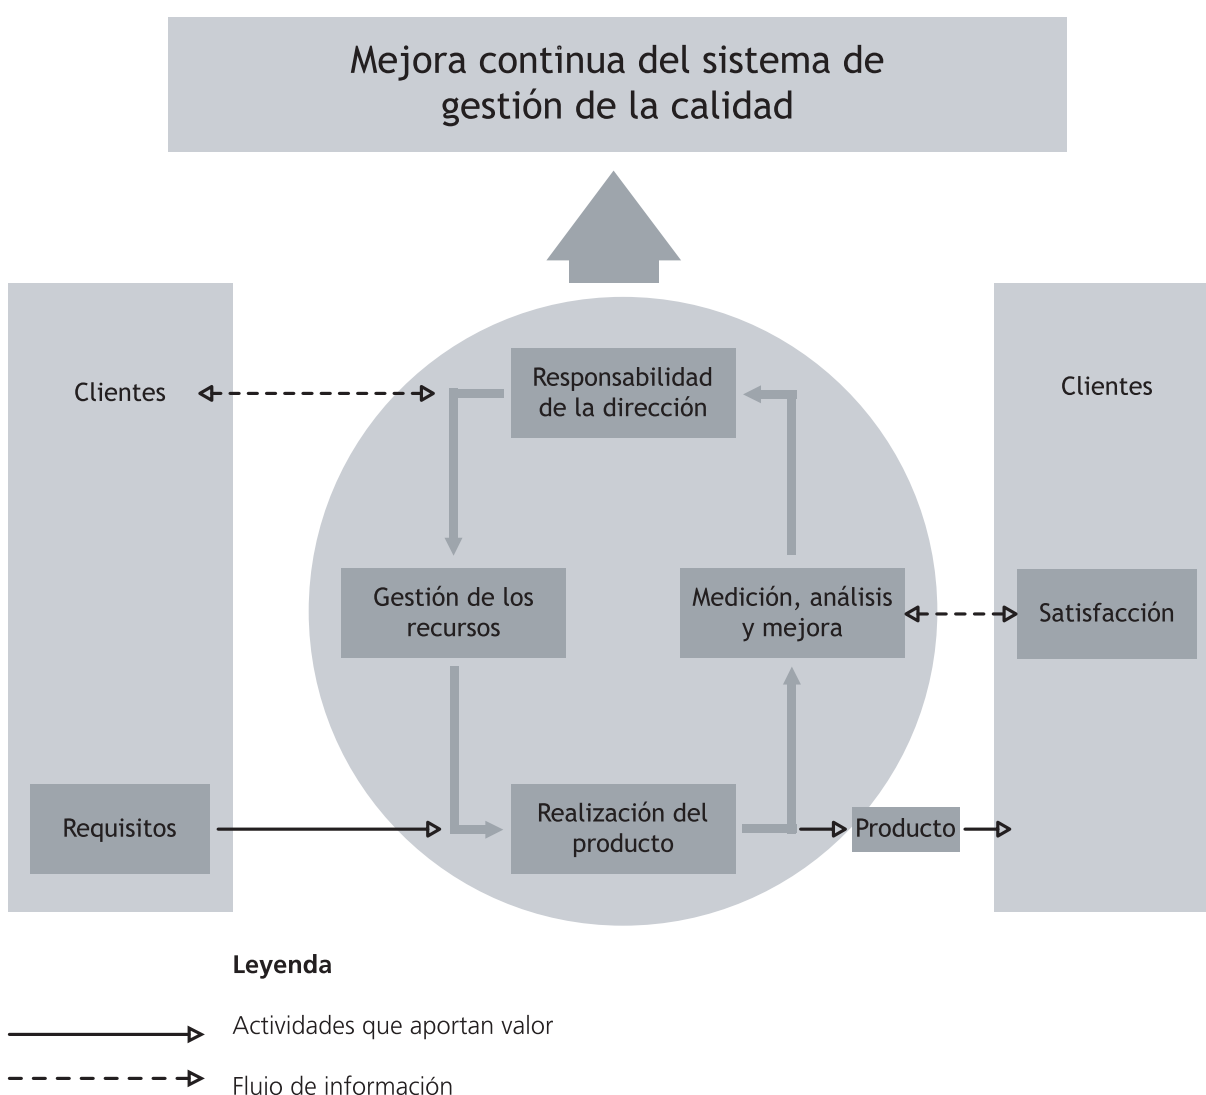 Mejora continua del sistema de
gestión de la calidad
Clientes
Responsabilidad
de la dirección
Clientes
Gestión de los
recursos
Medición, análisis
y mejora
Satisfacción
Requisitos
Realización del
producto
Producto
Leyenda
Actividades que aportan valor
Flujo de información